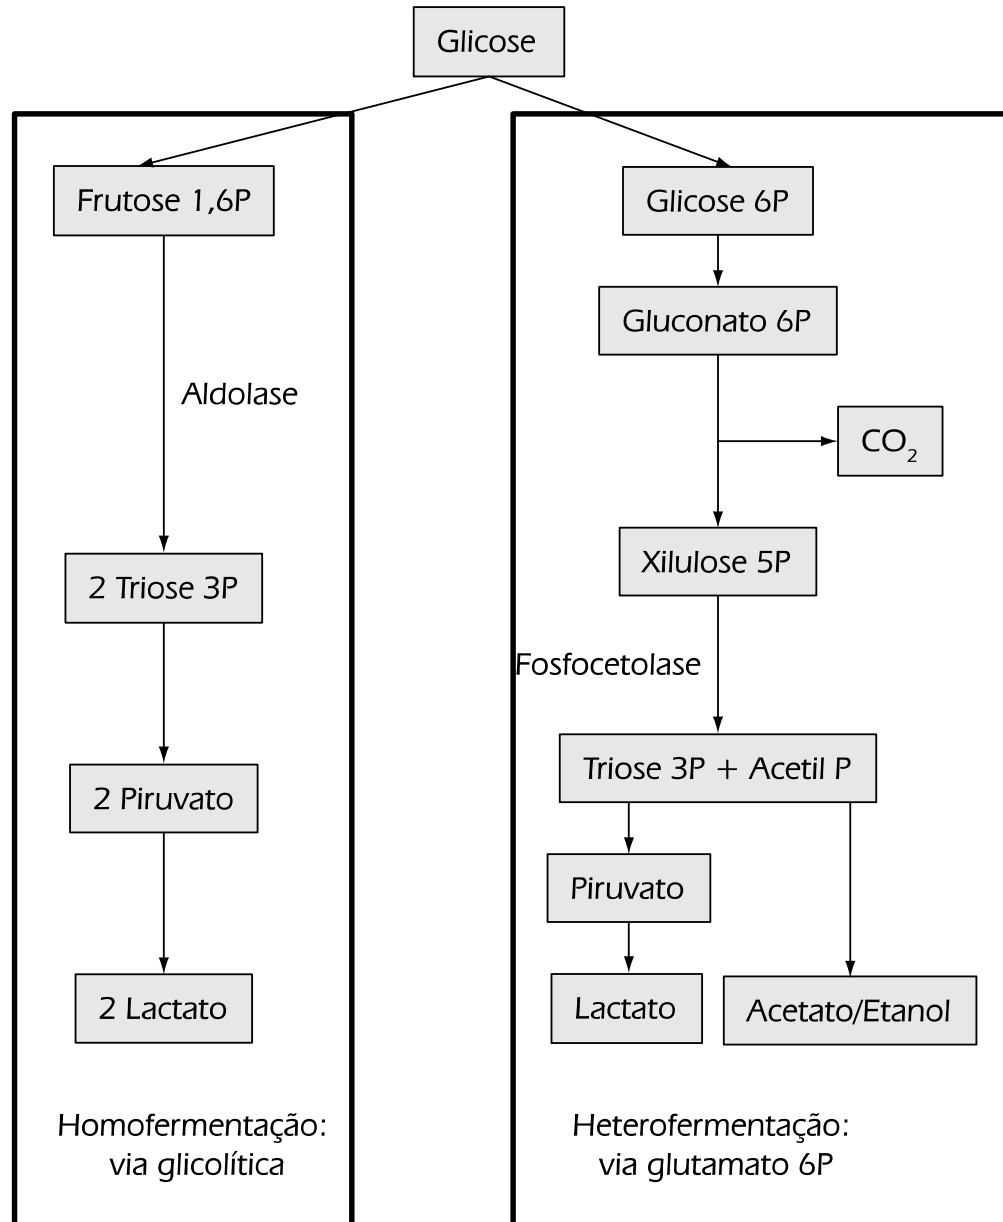 Glicose
Frutose 1,6P
Aldolase
2 Triose 3P
2 Piruvato
2 Lactato
Homofermentação:
via glicolítica
Glicose 6P
Gluconato 6P
CO2
Xilulose 5P
Fosfocetolase
Triose 3P + Acetil P
Piruvato
Lactato
Acetato/Etanol
Heterofermentação:
via glutamato 6P